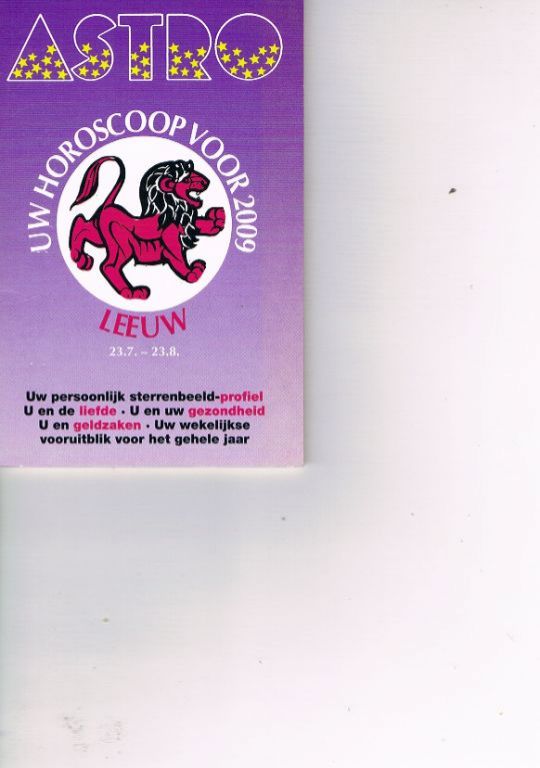 ASTRO
UW HOROSCOOP VOOR 2009
LEEUW
23.7. – 23.8.
Uw persoonlijk sterrenbeeld-profiel
U en de liefde • U en uw gezondheid
U en geldzaken • Uw wekelijkse
vooruitblik voor het gehele jaar